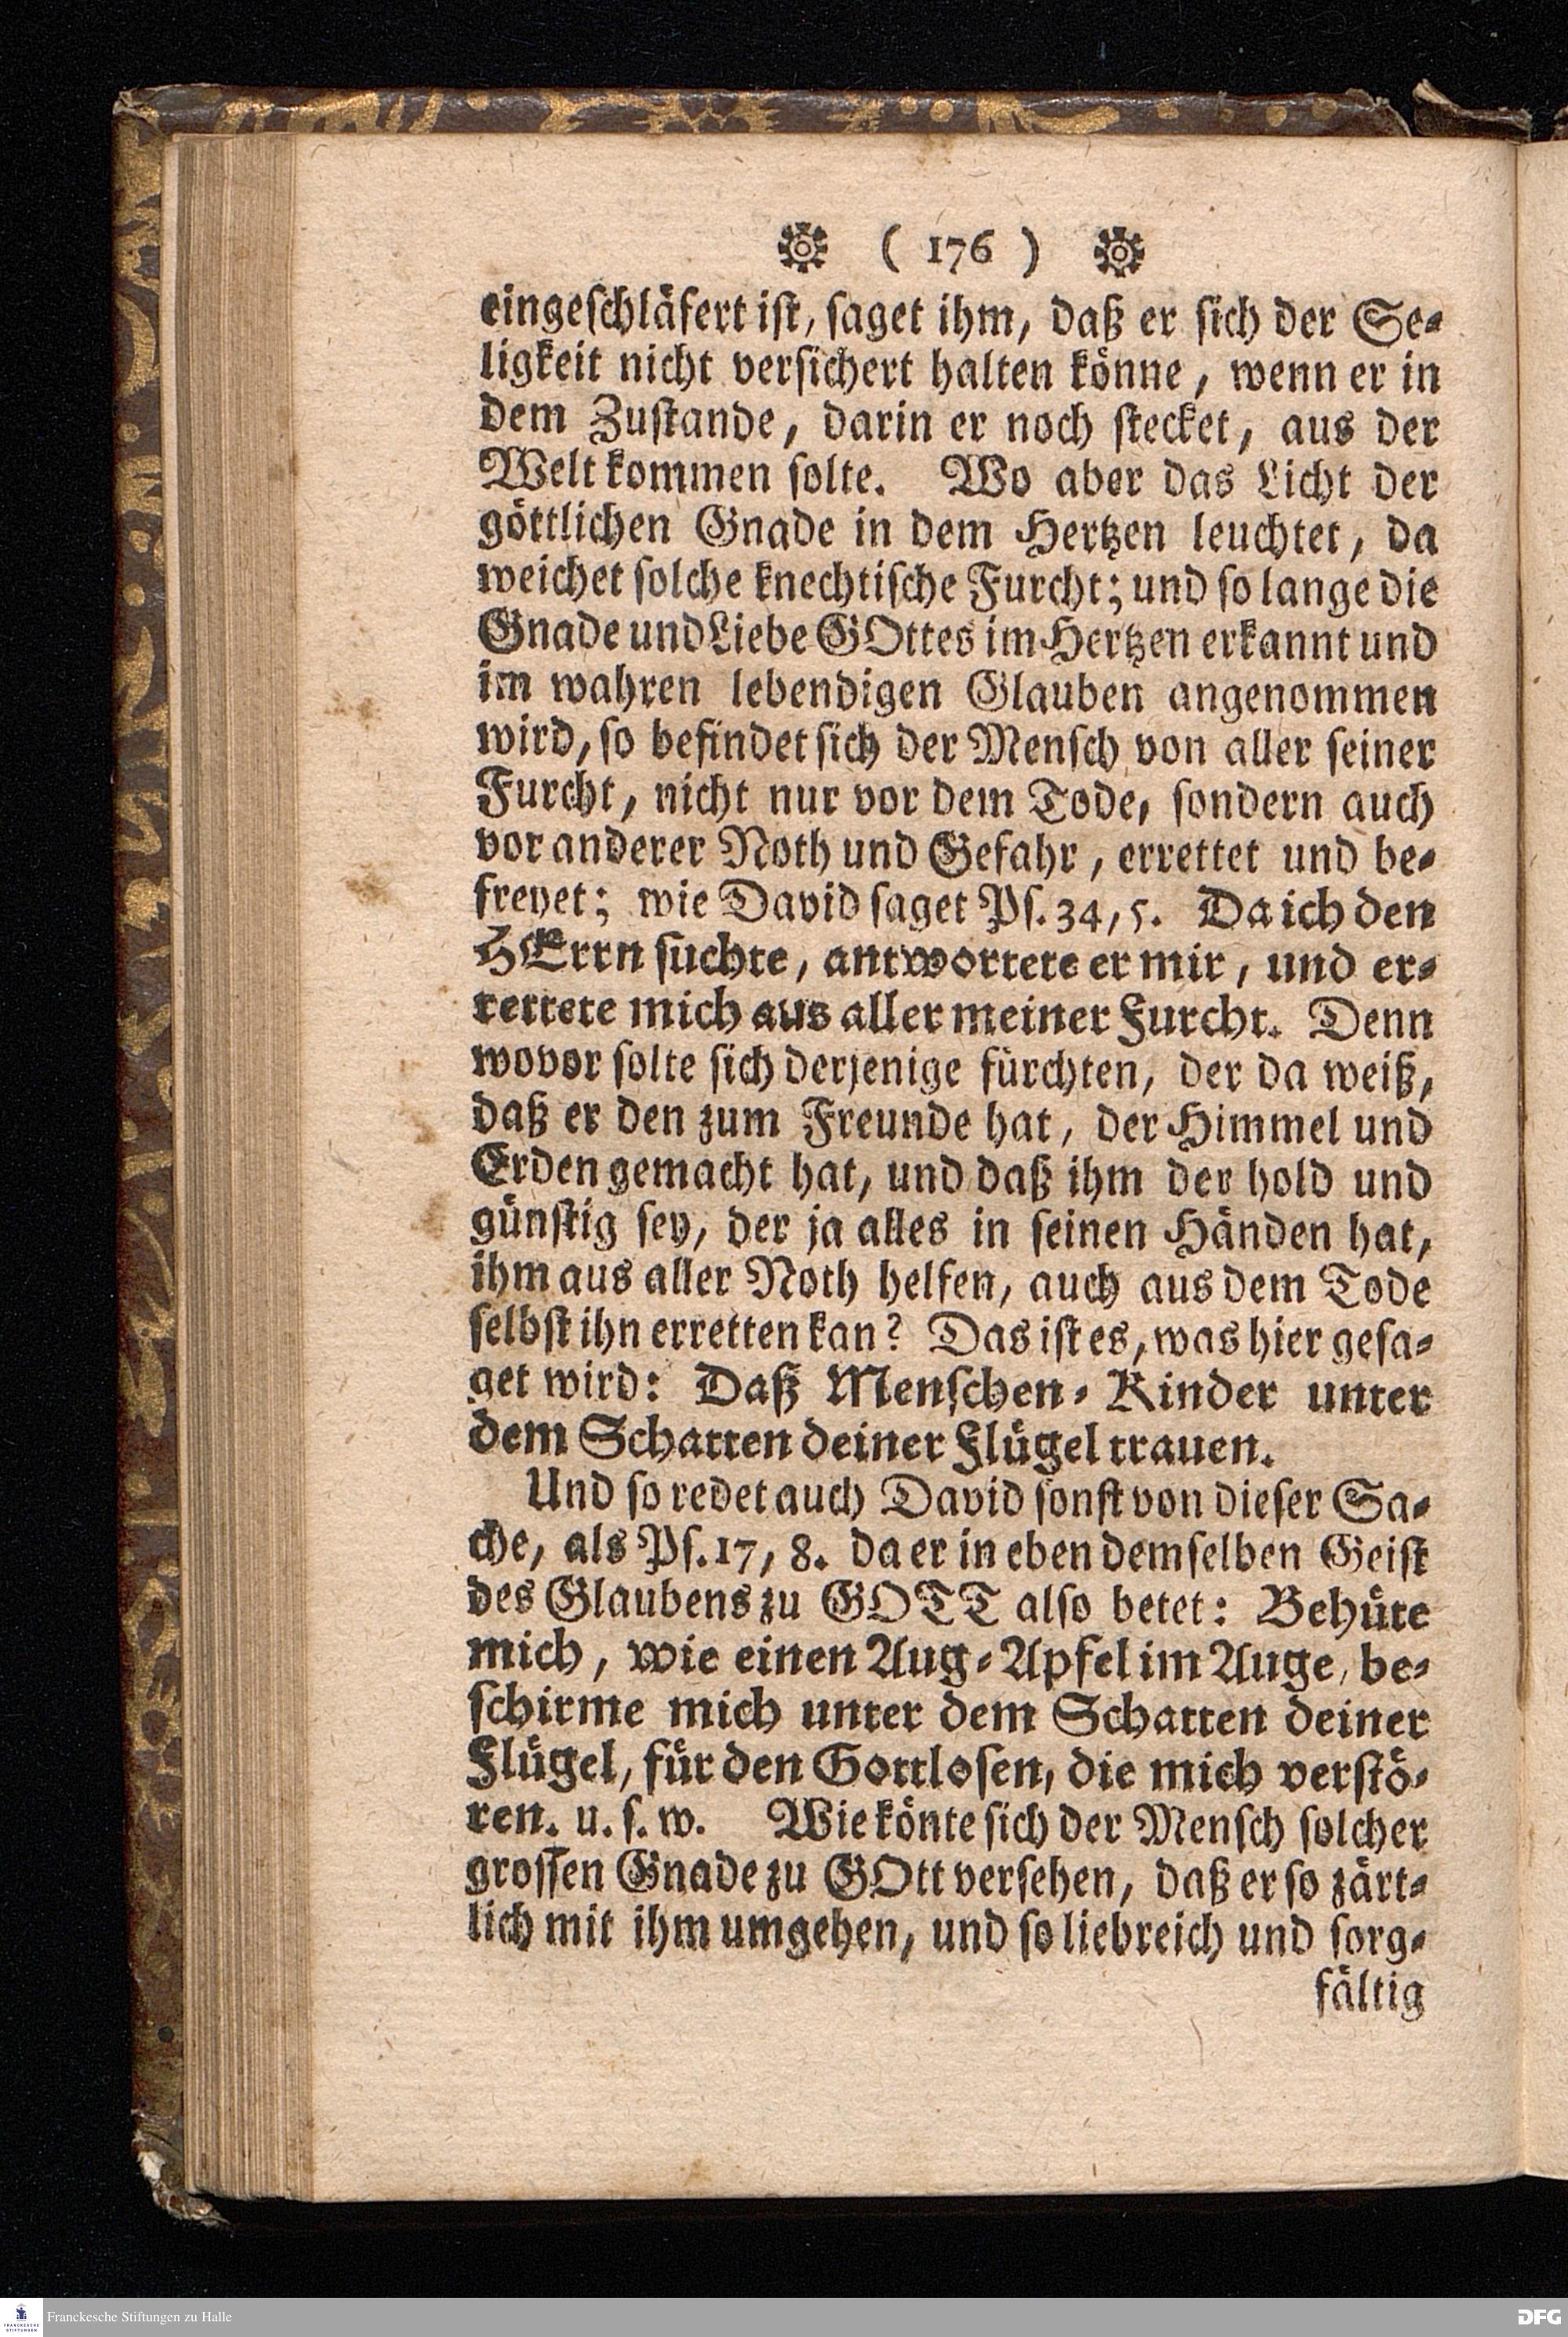 ( 176 )
eingeschläfert ist, saget ihm, daß er sich der Se-
ligkeit nicht versichert halten könne, wenn er in
dem Zustande, darin er noch stecket, aus der
Welt kommen solte. Wo aber das Licht der
göttlichen Gnade in dem Hertzen leuchtet, da
weichet solche knechtische Furcht; und so lange die
Gnade und Liebe GOttes im Hertzen erkannt und
im wahren lebendigen Glauben angenommen
wird, so befindet sich der Mensch von aller seiner
Furcht, nicht nur vor dem Tode, sondern auch
vor anderer Noth und Gefahr, errettet und be-
freyet; wie David saget Ps. 34, 5. Da ich den
HErrn suchte, antwortete er mir, und er-
rettete mich aus aller meiner Furcht. Denn
wovor solte sich derjenige fürchten, der da weiß,
daß er den zum Freunde hat, der Himmel und
Erden gemacht hat, und daß ihm der hold und
günstig sey, der ja alles in seinen Händen hat,
ihm aus aller Noth helfen, auch aus dem Tode
selbst ihn erretten kan? Das ist es, was hier gesa-
get wird: Daß Menschen-Kinder unter
dem Schatten deiner Flügel trauen.
Und so redet auch David sonst von dieser Sa-
che, als Ps. 17, 8. da er in eben demselben Geist
des Glaubens zu GOTT also betet: Behüte
mich, wie einen Aug-Apfel im Auge, be-
schirme mich unter dem Schatten deiner
Flügel, für den Gottlosen, die mich verstö-
ren. u. s. w. Wie könte sich der Mensch solcher
grossen Gnade zu GOtt versehen, daß er so zärt-
lich mit ihm umgehen, und so liebreich und sorg-
fältig
FRANCKESCHE STIFTUNGEN
Franckesche Stiftungen zu Halle
DFG